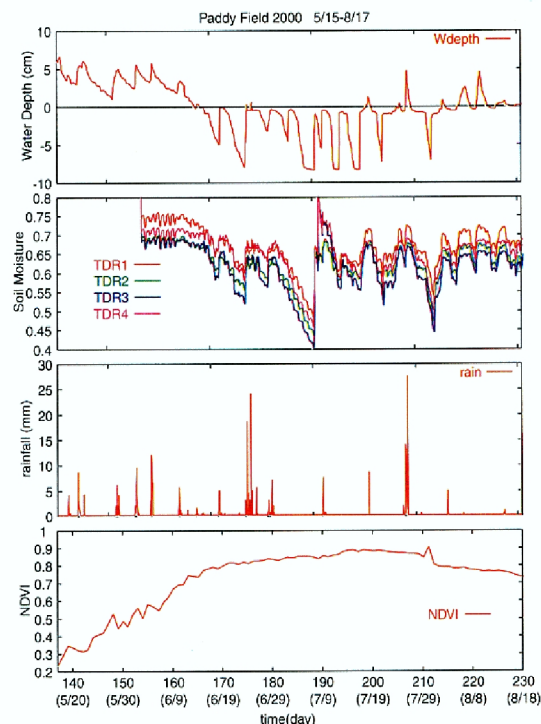 Paddy Field 2000 5/15-8/17
10
5
0
-5
-10
Water Depth (cm)
Wdepth
0.8
0.75
0.7
0.65
0.6
0.55
0.5
0.45
0.4
Soil Moisture
TDR1
TDR2
TDR3
TDR4
30
25
20
15
10
5
0
rainfall (mm)
rain
1
0.9
0.8
0.7
0.6
0.5
0.4
0.3
0.2
NDVI
NDVI
140 150 160 170 180 190 200 210 220 230
(5/20) (5/30) (6/9) (6/19) (6/29) (7/9) (7/19) (7/29) (8/8) (8/18)
time(day)